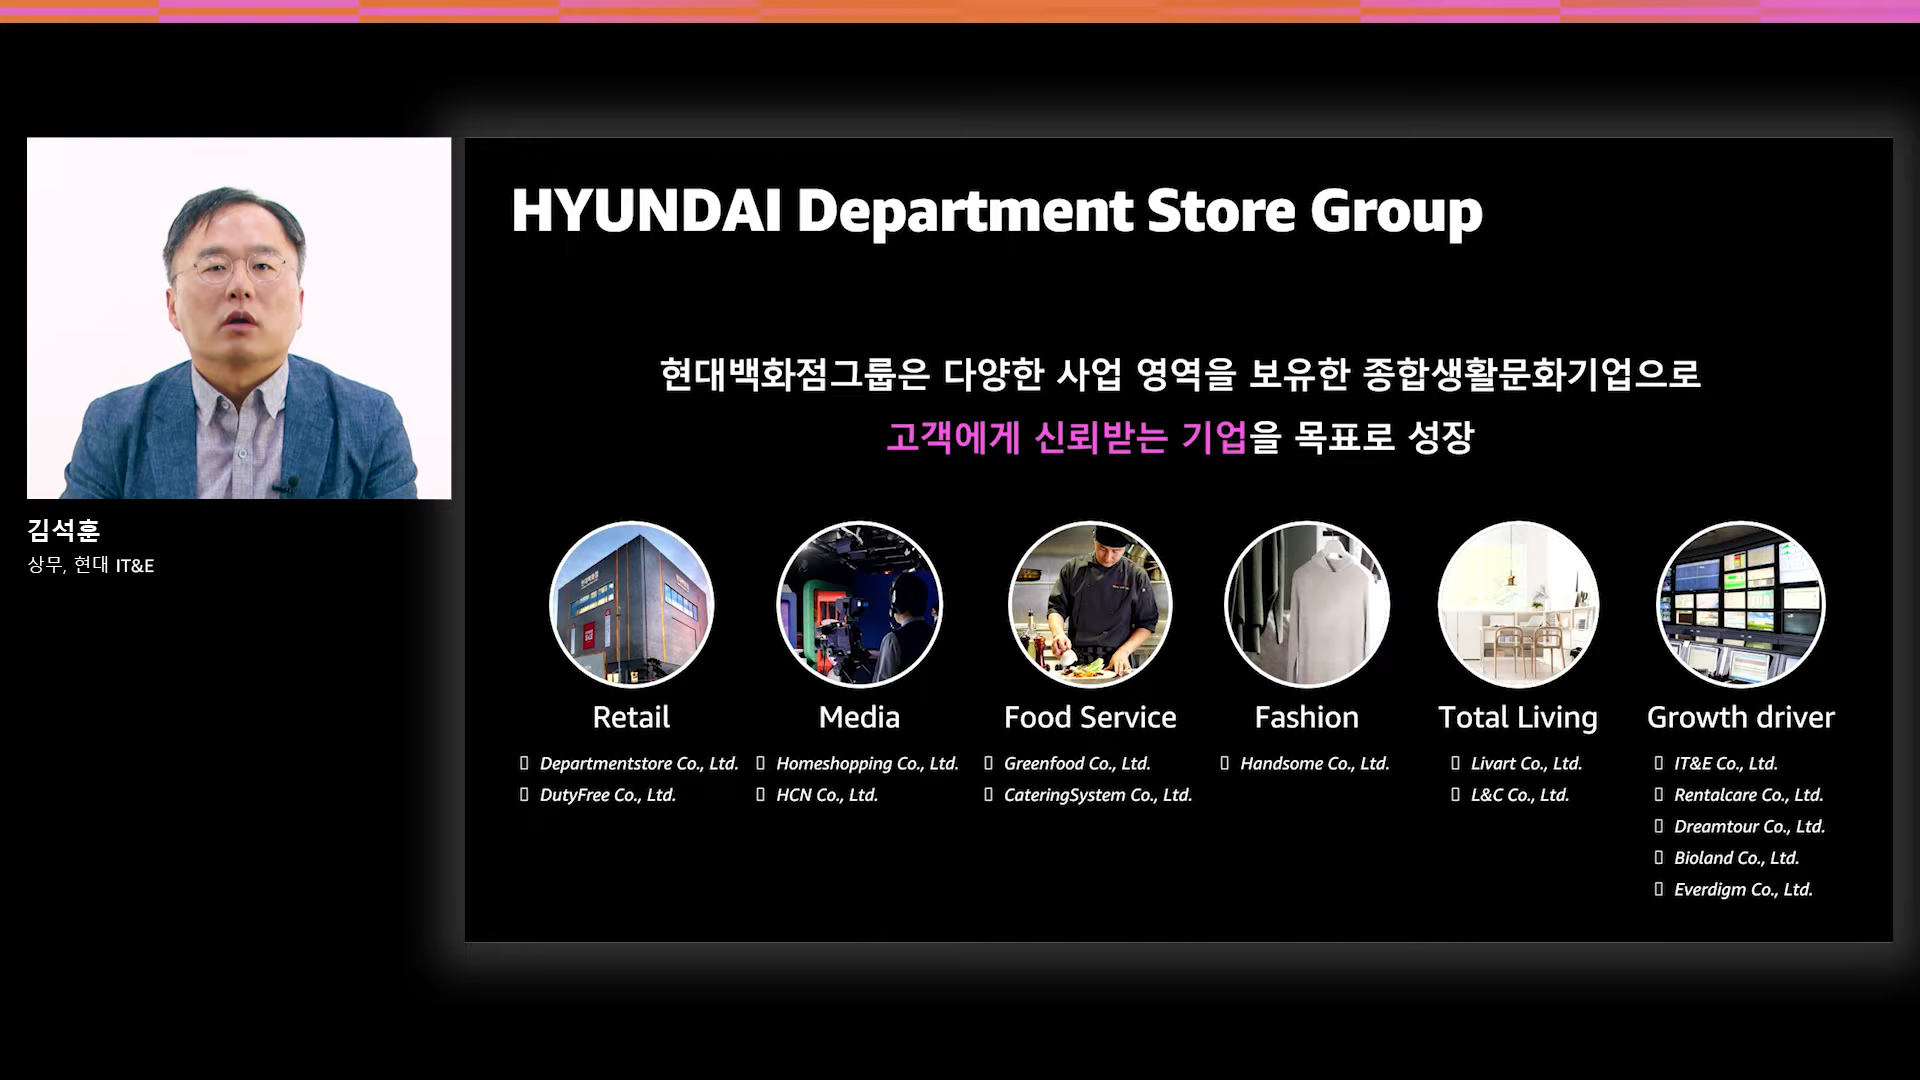 HYUNDAI Department Store Group
현대백화점그룹은 다양한 사업 영역을 보유한 종합생활문화기업으로
고객에게 신뢰받는 기업을 목표로 성장
김석훈
상무, 현대 IT&E
Retail
Departmentstore Co., Ltd.
DutyFree Co., Ltd.
Media
Homeshopping Co., Ltd.
HCN Co., Ltd.
Food Service
Greenfood Co., Ltd.
CateringSystem Co., Ltd.
Fashion
Handsome Co., Ltd.
Total Living
Livart Co., Ltd.
L&C Co., Ltd.
Growth driver
IT&E Co., Ltd.
Rentalcare Co., Ltd.
Dreamtour Co., Ltd.
Bioland Co., Ltd.
Everdigm Co., Ltd.